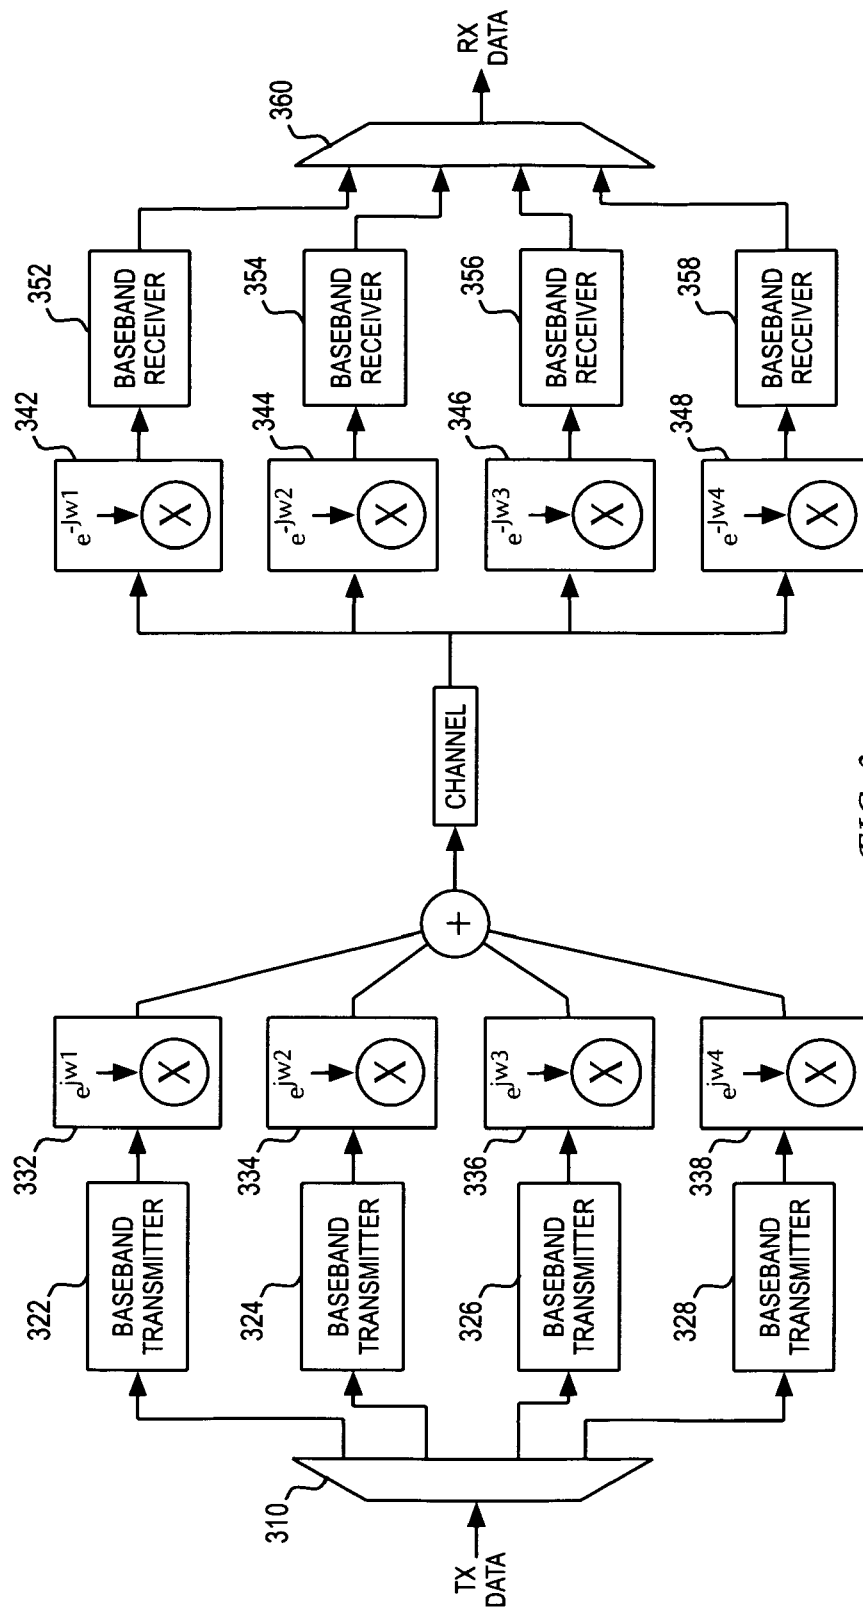 322
BASEBAND
TRANSMITTER
332
e^jw1
X
342
e^-Jw1
X
352
BASEBAND
RECEIVER
324
BASEBAND
TRANSMITTER
334
e^jw2
X
344
e^-Jw2
X
354
BASEBAND
RECEIVER
310
TX
DATA
+
CHANNEL
360
RX
DATA
326
BASEBAND
TRANSMITTER
336
e^jw3
X
346
e^-Jw3
X
356
BASEBAND
RECEIVER
328
BASEBAND
TRANSMITTER
338
e^jw4
X
348
e^-Jw4
X
358
BASEBAND
RECEIVER
FIG.